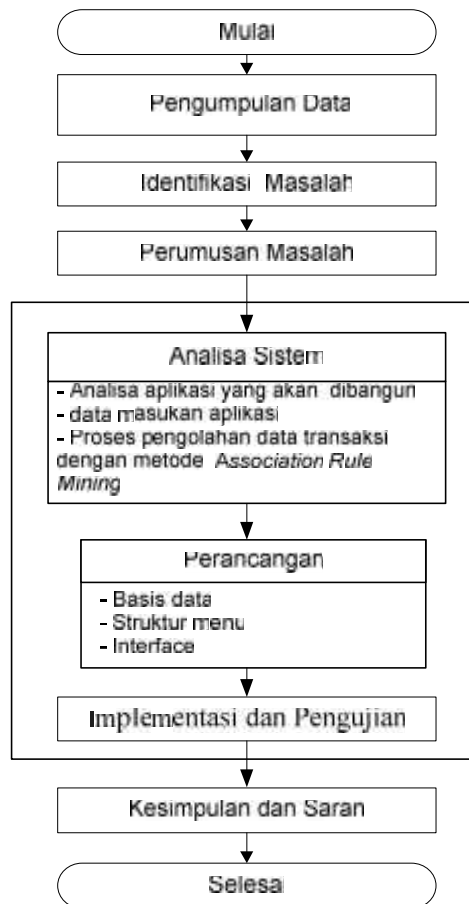 Mulai
Pengumpulan Data
Identifikasi Masalah
Perumusan Masalah
Analisa Sistem
- Analisa aplikasi yang akan dibangun
- data masukan aplikasi
- Proses pengolahan data transaksi
dengan metode Association Rule
Mining
Perancangan
- Basis data
- Struktur menu
- Interface
Implementasi dan Pengujian
Kesimpulan dan Saran
Selesai